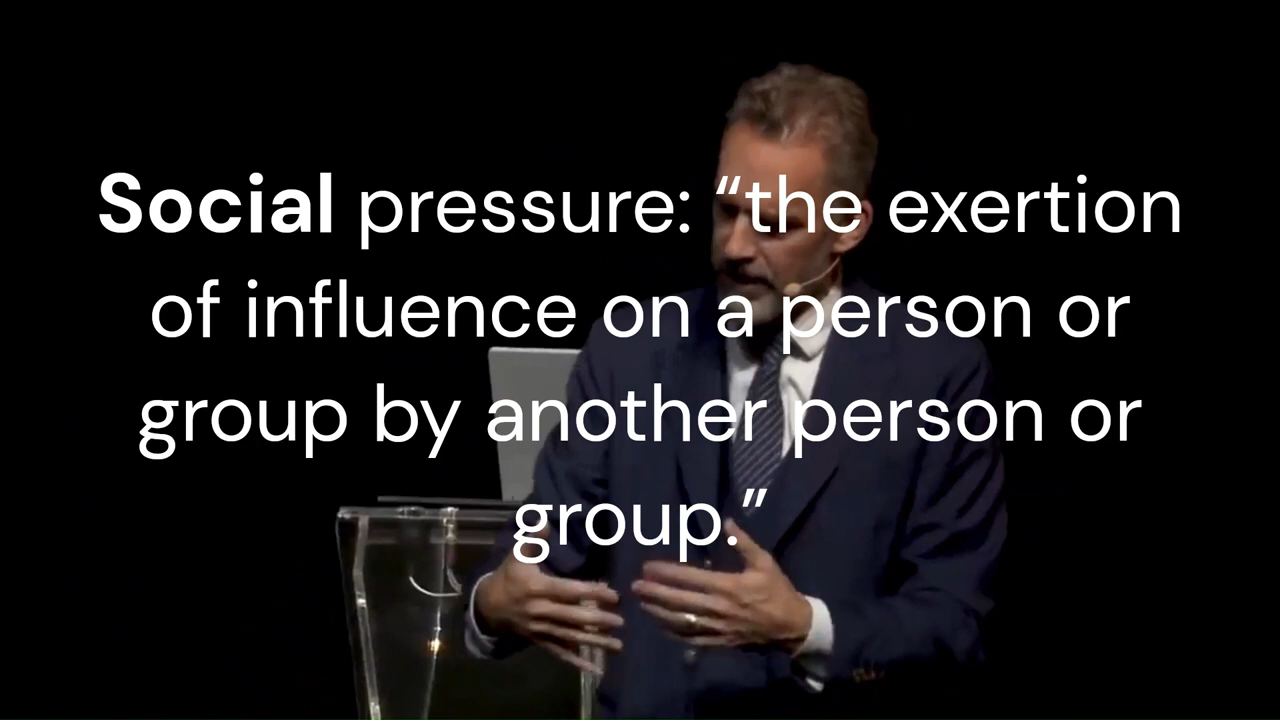 Social pressure: “the exertion
of influence on a person or
group by another person or
group.”